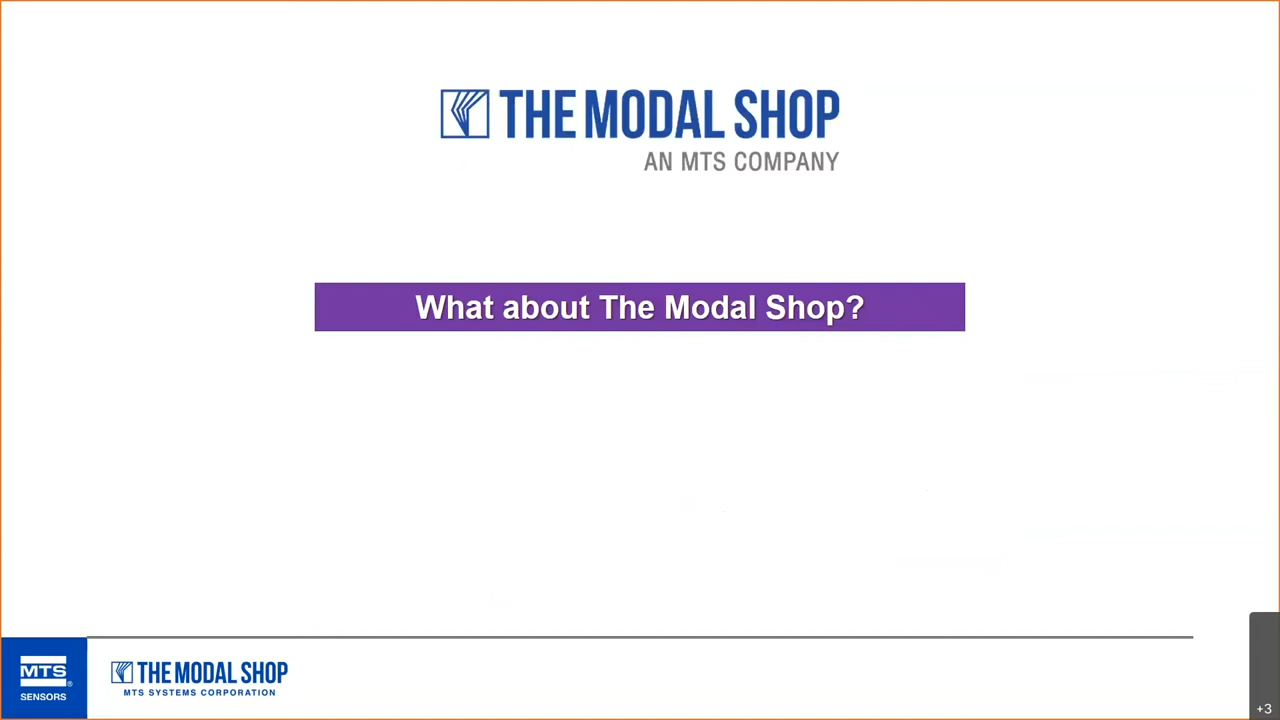 THE MODAL SHOP
AN MTS COMPANY
What about The Modal Shop?
MTS®
SENSORS
THE MODAL SHOP
MTS SYSTEMS CORPORATION
+3